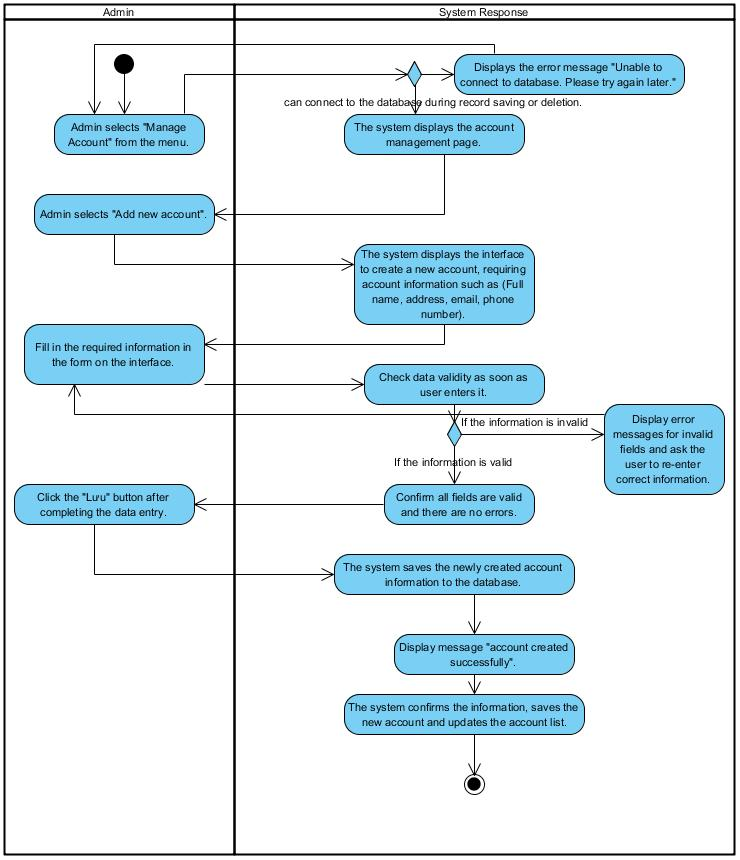 Admin
System Response
Displays the error message "Unable to
connect to database. Please try again later."
can connect to the database during record saving or deletion.
Admin selects "Manage
Account" from the menu.
The system displays the account
management page.
Admin selects "Add new account".
The system displays the interface
to create a new account, requiring
account information such as (Full
name, address, email, phone
number).
Fill in the required information in
the form on the interface.
Check data validity as soon as
user enters it.
If the information is invalid
Display error
messages for invalid
fields and ask the
user to re-enter
correct information.
If the information is valid
Click the "Lưu" button after
completing the data entry.
Confirm all fields are valid
and there are no errors.
The system saves the newly created account
information to the database.
Display message "account created
successfully".
The system confirms the information, saves the
new account and updates the account list.